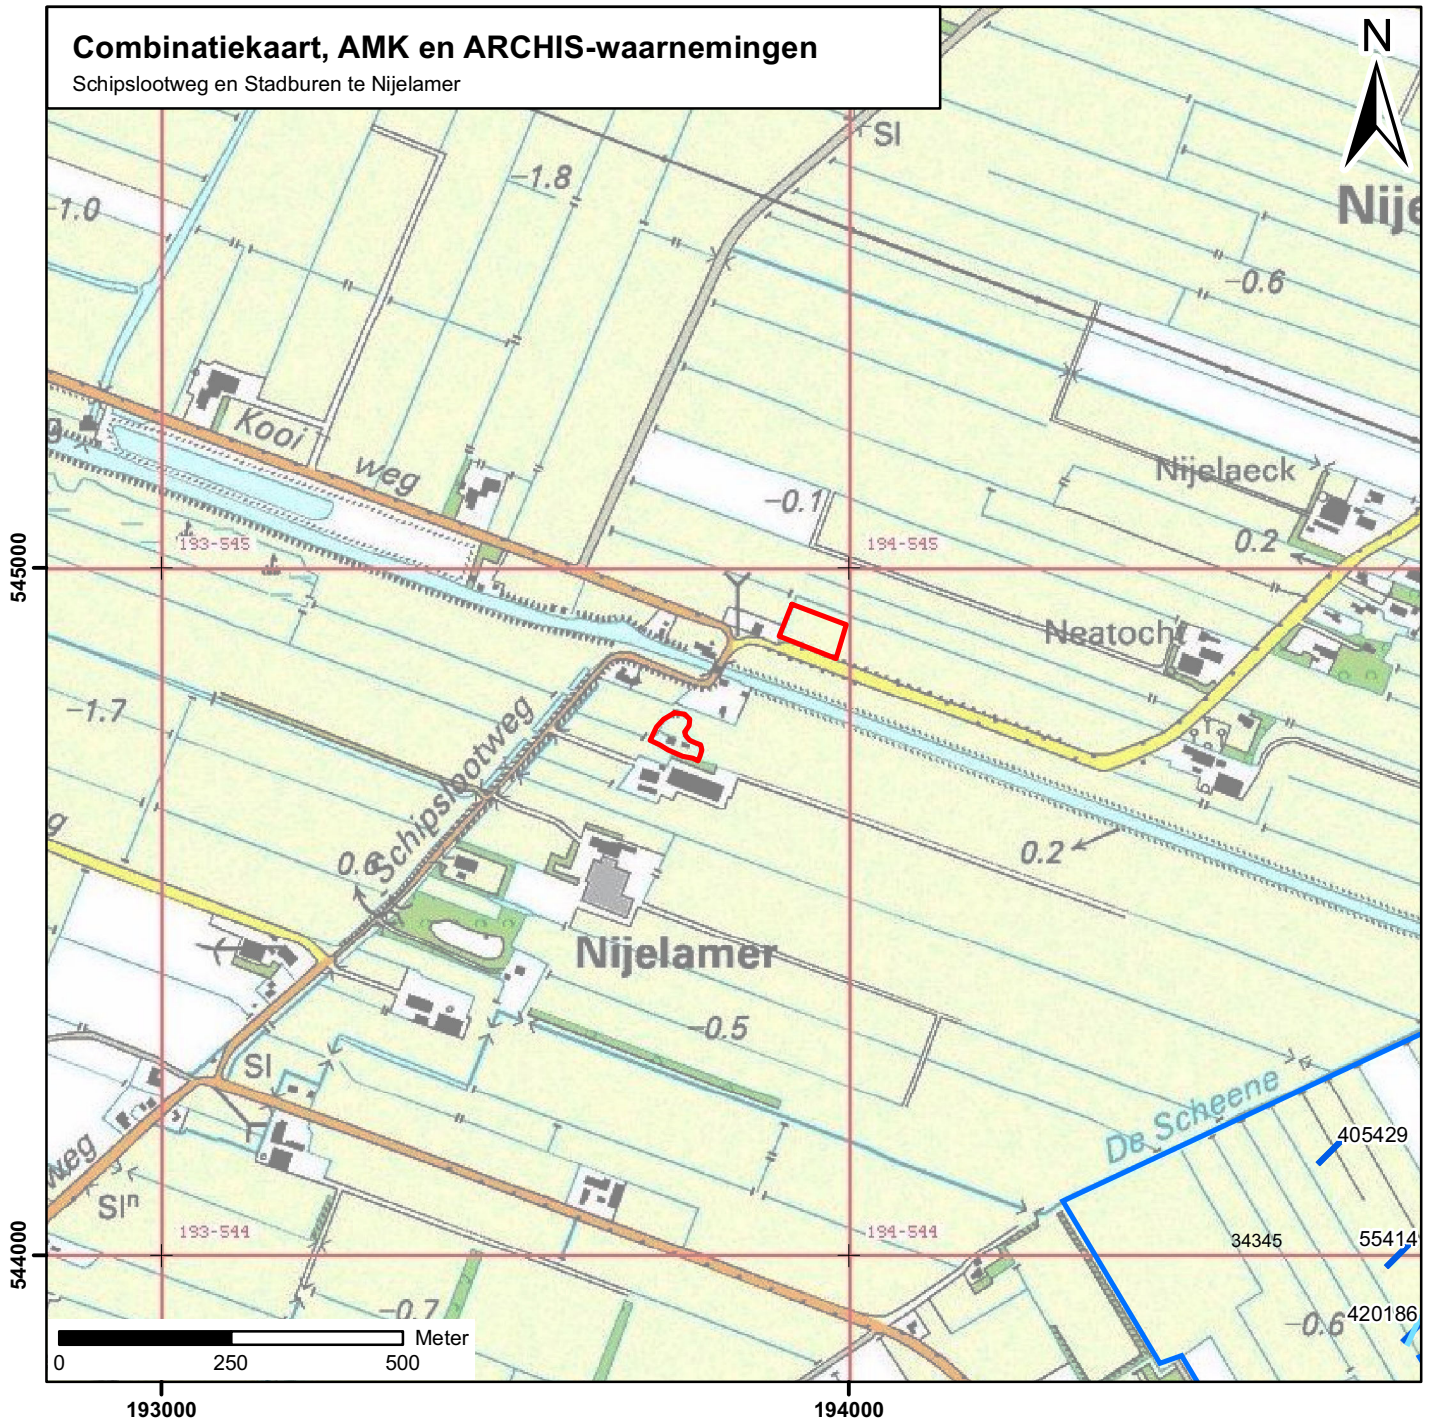 Combinatiekaart, AMK en ARCHIS-waarnemingen
Schipslootweg en Stadburen te Nijelamer
N
Sl
−1.8
-1.0
Nije
−0.6
Kooi
weg
g
Nijelaeck
−0.1
0.2
193-545
194-545
545000
Neatocht
−1.7
Schipslootweg
g
0.6
0.2
Nijelamer
−0.5
Sl
De Scheene
405429
weg
Slⁿ
193-544
194-544
34345
554149
544000
−0.7
−0.6
420186
Meter
0 250 500
193000 194000